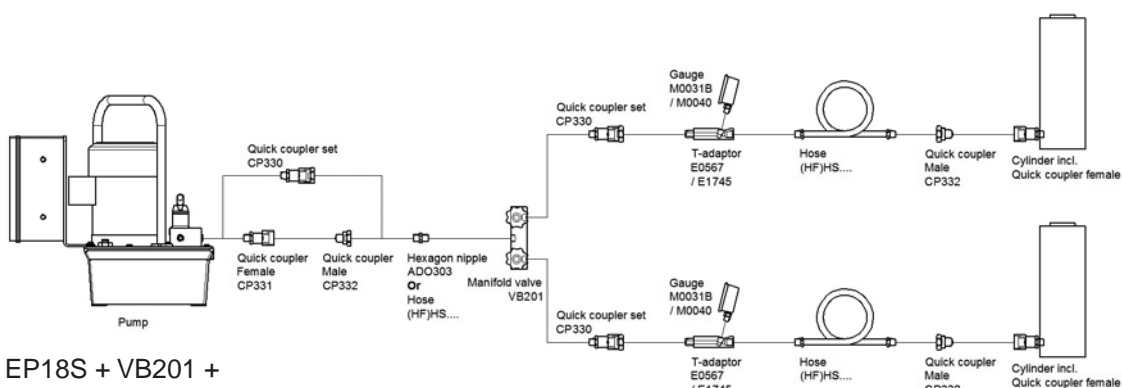 Gauge
M0031B
/ M0040
Quick coupler set
CP330
T-adaptor
E0567
/ E1745
Hose
(HF)HS....
Quick coupler
Male
CP332
Cylinder incl.
Quick coupler female
Quick coupler set
CP330
Quick coupler
Female
CP331
Quick coupler
Male
CP332
Hexagon nipple
ADO303
Or
Hose
(HF)HS....
Manifold valve
VB201
Pump
Gauge
M0031B
/ M0040
Quick coupler set
CP330
T-adaptor
E0567
/ E1745
Hose
(HF)HS....
Quick coupler
Male
CP332
Cylinder incl.
Quick coupler female
EP18S + VB201 +